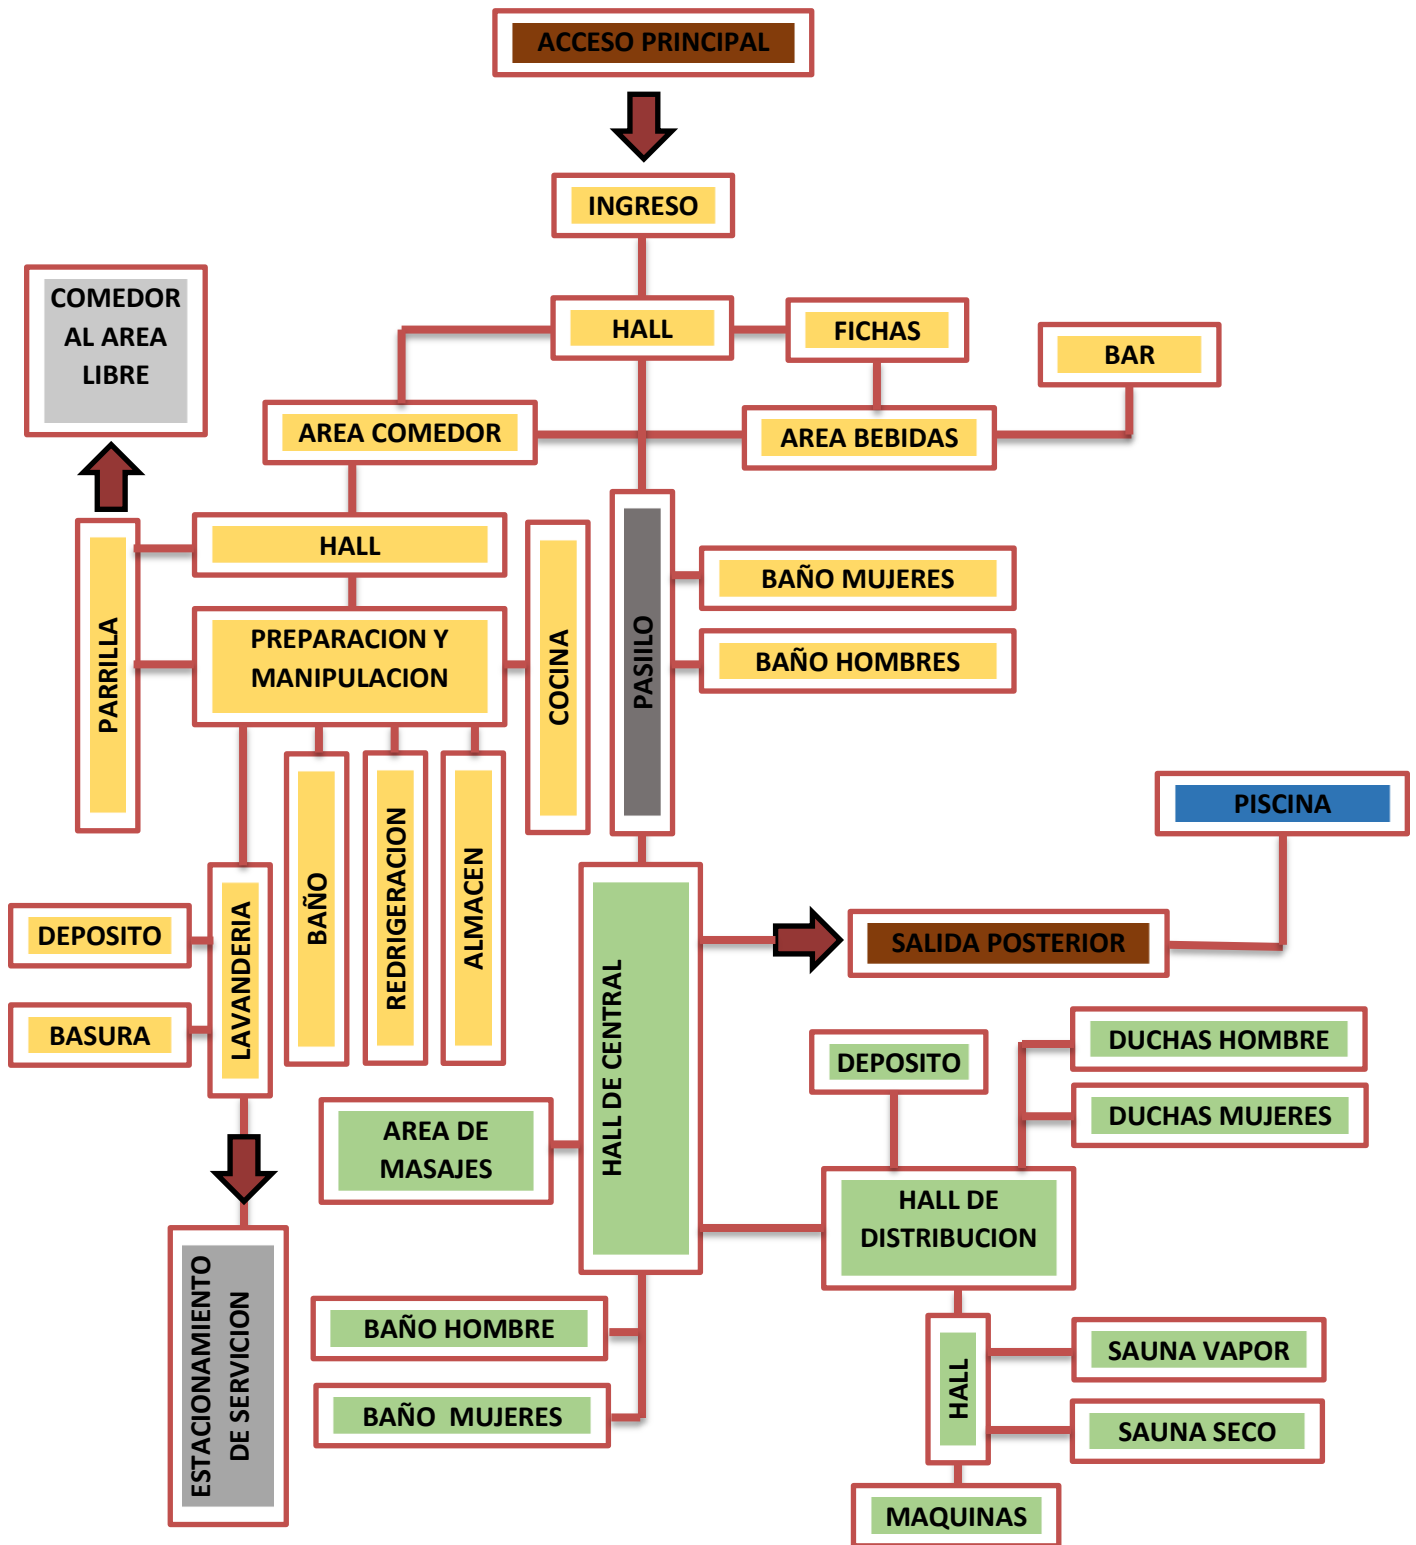 ACCESO PRINCIPAL
INGRESO
COMEDOR
AL AREA
LIBRE
HALL
FICHAS
BAR
AREA COMEDOR
AREA BEBIDAS
HALL
PARRILLA
PREPARACION Y
MANIPULACION
COCINA
PASIILO
BAÑO MUJERES
BAÑO HOMBRES
PISCINA
DEPOSITO
BASURA
LAVANDERIA
BAÑO
REDRIGERACION
ALMACEN
HALL DE CENTRAL
SALIDA POSTERIOR
DEPOSITO
DUCHAS HOMBRE
DUCHAS MUJERES
AREA DE
MASAJES
HALL DE
DISTRIBUCION
ESTACIONAMIENTO
DE SERVICION
BAÑO HOMBRE
BAÑO  MUJERES
HALL
SAUNA VAPOR
SAUNA SECO
MAQUINAS